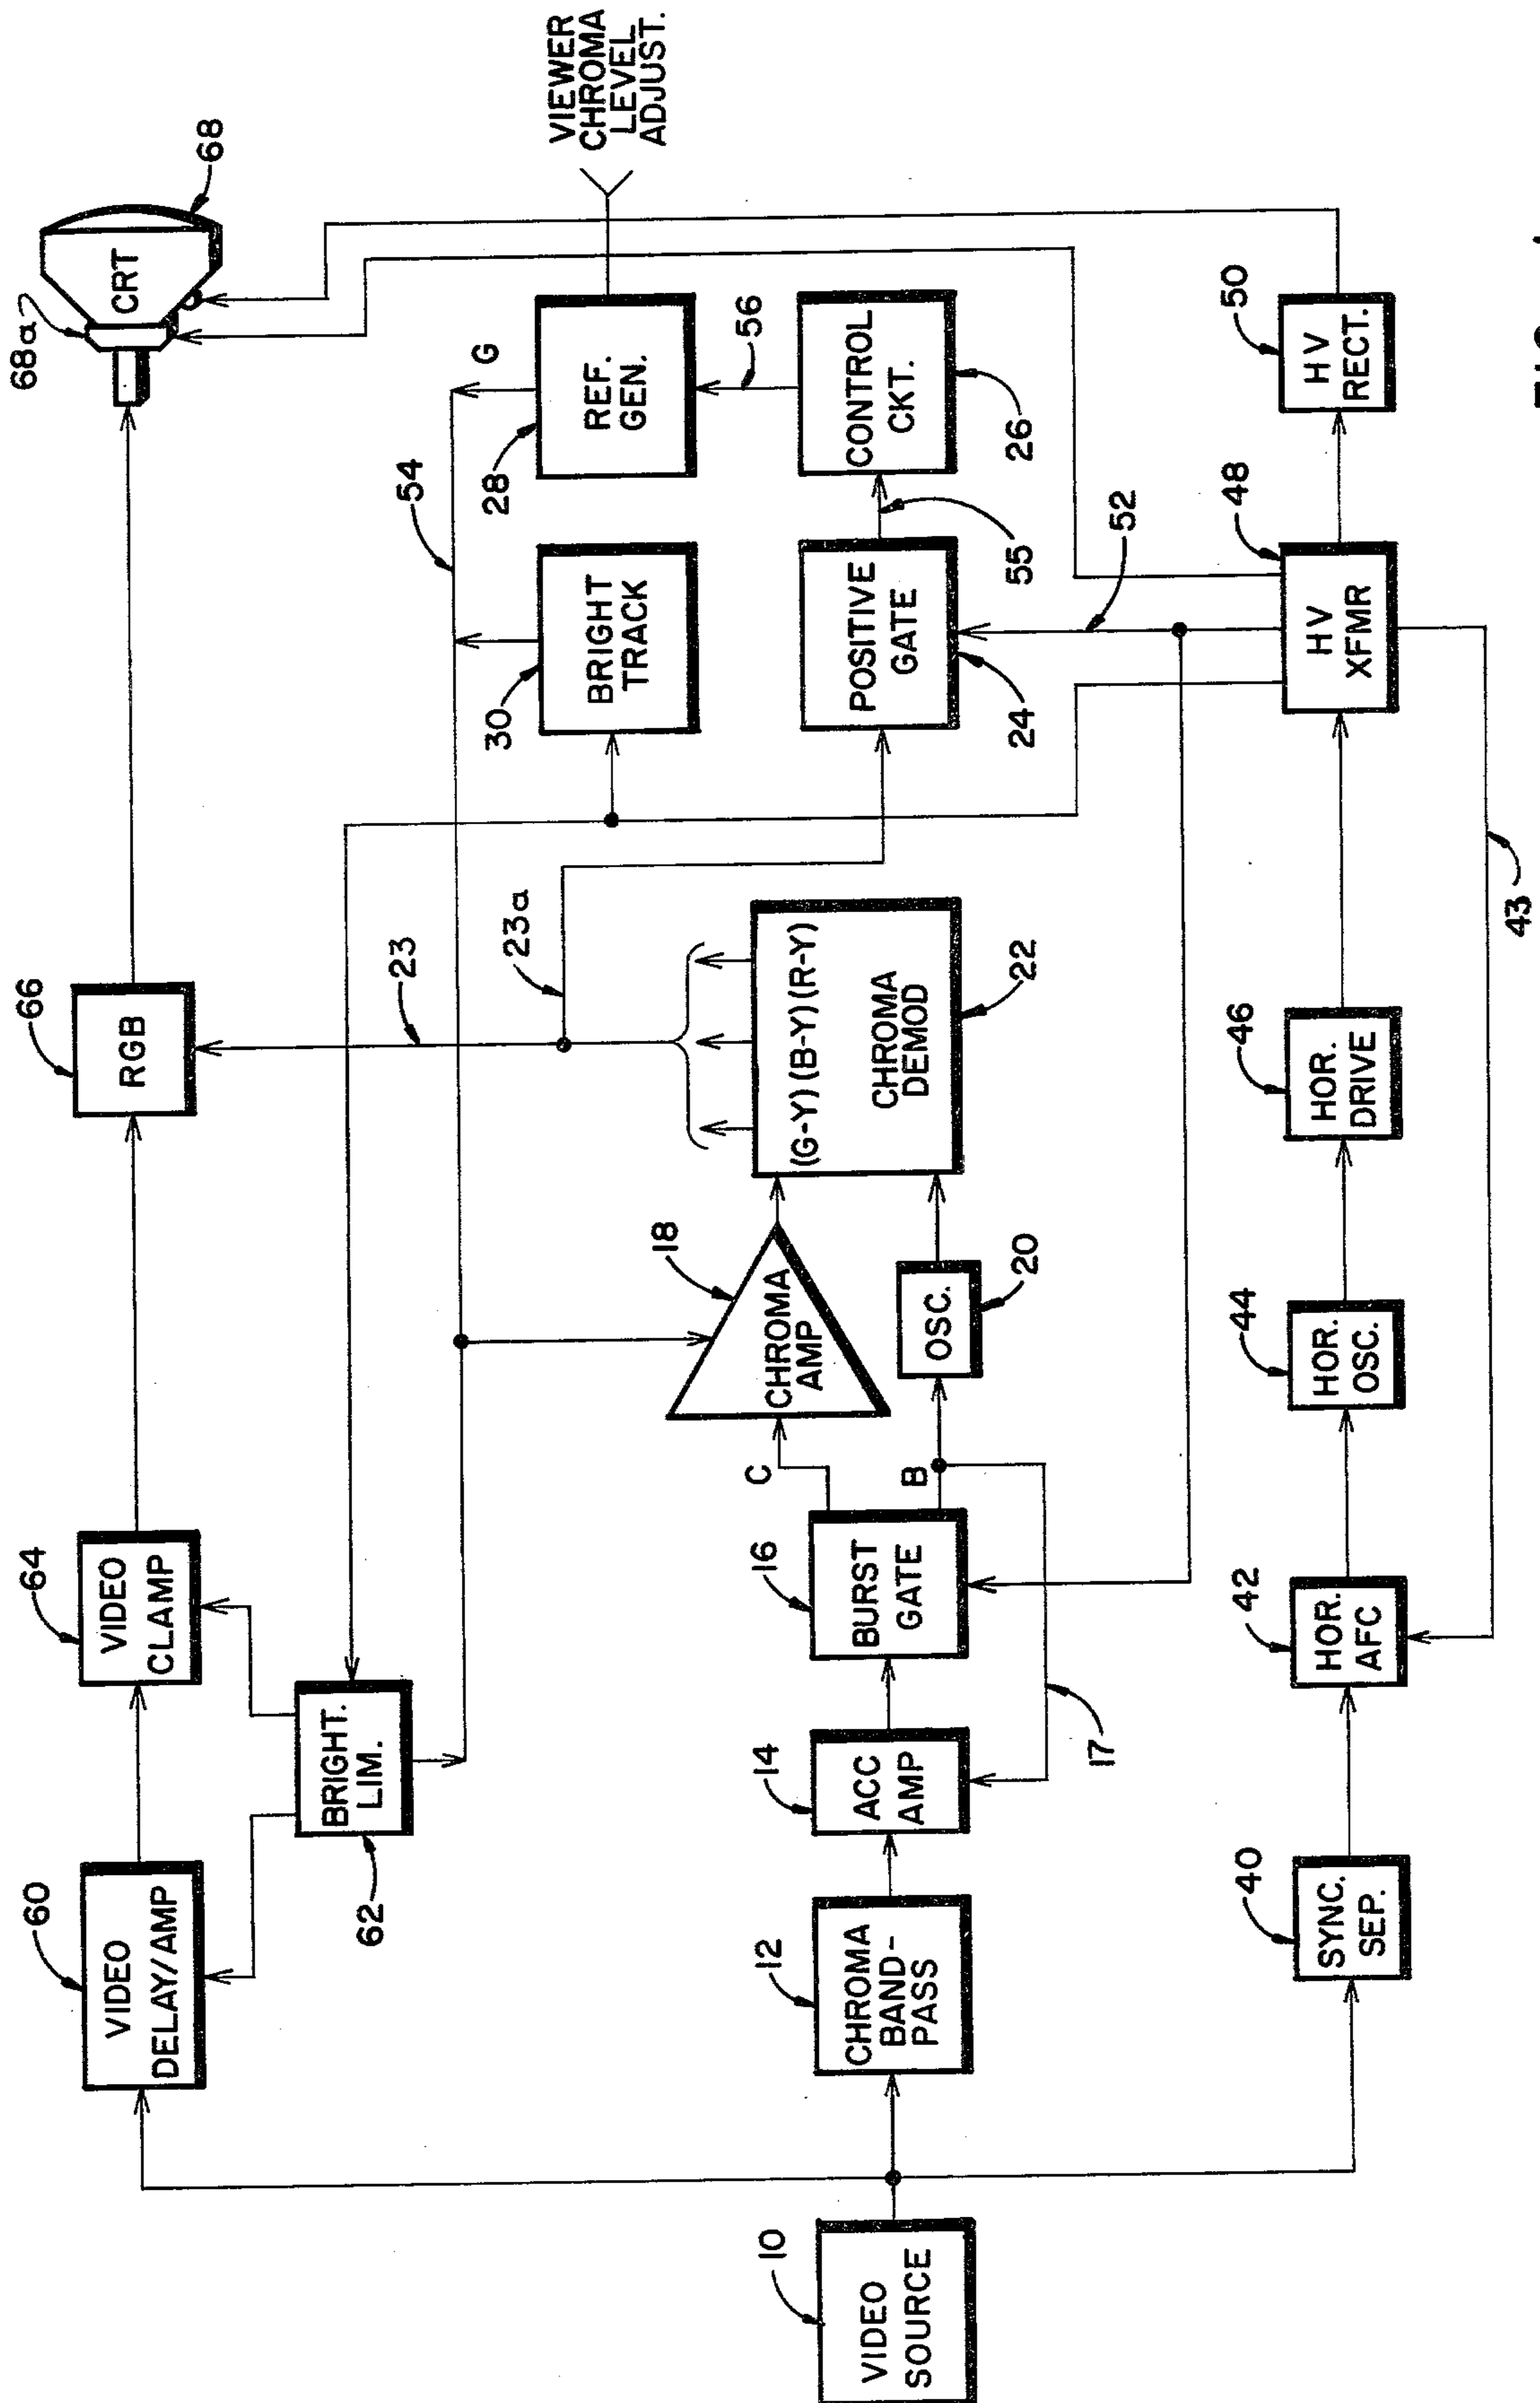 60
VIDEO
DELAY/AMP
64
VIDEO
CLAMP
66
RGB
68a
CRT
68
BRIGHT.
LIM.
62
23
54
G
VIEWER
CHROMA
LEVEL
ADJUST.
30
BRIGHT
TRACK
28
REF.
GEN.
23a
56
10
VIDEO
SOURCE
12
CHROMA
BAND-
PASS
14
ACC
AMP
17
16
BURST
GATE
C
B
18
CHROMA
AMP
OSC.
20
(G-Y) (B-Y) (R-Y)
CHROMA
DEMOD
22
POSITIVE
GATE
24
55
CONTROL
CKT.
26
52
40
SYNC.
SEP.
42
HOR.
AFC
44
HOR.
OSC.
46
HOR.
DRIVE
48
HV
XFMR
50
HV
RECT.
43